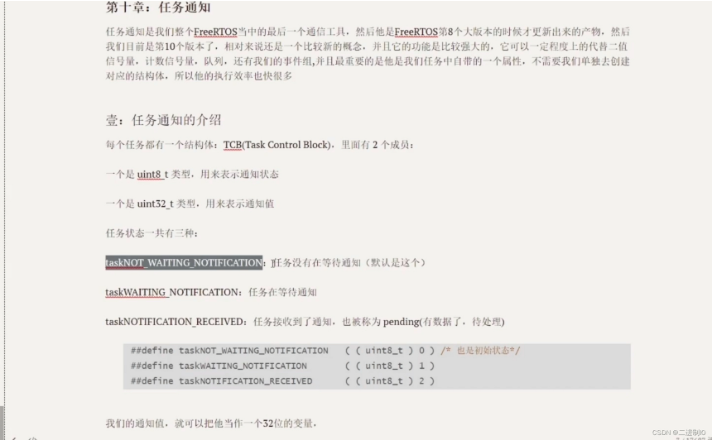 第十章：任务通知
任务通知是我们整个FreeRTOS当中的最后一个通信工具，然后他是FreeRTOS第8个大版本的时候才更新出来的产物，然后
我们目前是第10个版本了，相对来说还是一个比较新的概念，并且它的功能是比较强大的，它可以一定程度上的代替二值
信号量，计数信号量，队列，还有我们的事件组,并且最重要的是他是我们任务中自带的一个属性，不需要我们单独去创建
对应的结构体，所以他的执行效率也快很多
壹：任务通知的介绍
每个任务都有一个结构体：TCB(Task Control Block)，里面有 2 个成员：
一个是 uint8_t 类型，用来表示通知状态
一个是 uint32_t 类型，用来表示通知值
任务状态一共有三种：
taskNOT_WAITING_NOTIFICATION：任务没有在等待通知（默认是这个）
taskWAITING_NOTIFICATION：任务在等待通知
taskNOTIFICATION_RECEIVED：任务接收到了通知，也被称为 pending(有数据了，待处理)
##define taskNOT_WAITING_NOTIFICATION ( ( uint8_t ) 0 ) /* 也是初始状态*/
##define taskWAITING_NOTIFICATION ( ( uint8_t ) 1 )
##define taskNOTIFICATION_RECEIVED ( ( uint8_t ) 2 )
我们的通知值，就可以把他当作一个32位的变量，